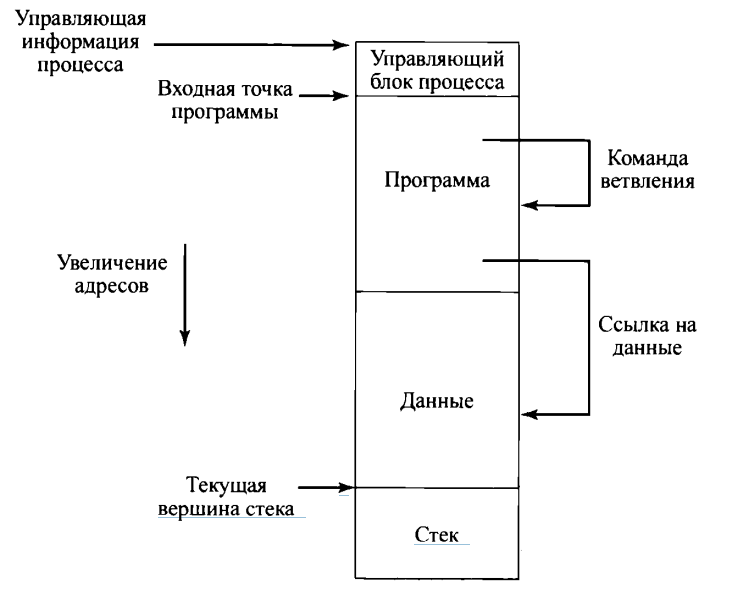 Управляющая
информация
процесса
Управляющий
блок процесса
Входная точка
программы
Программа
Команда
ветвления
Увеличение
адресов
Ссылка на
данные
Данные
Текущая
вершина стека
Стек